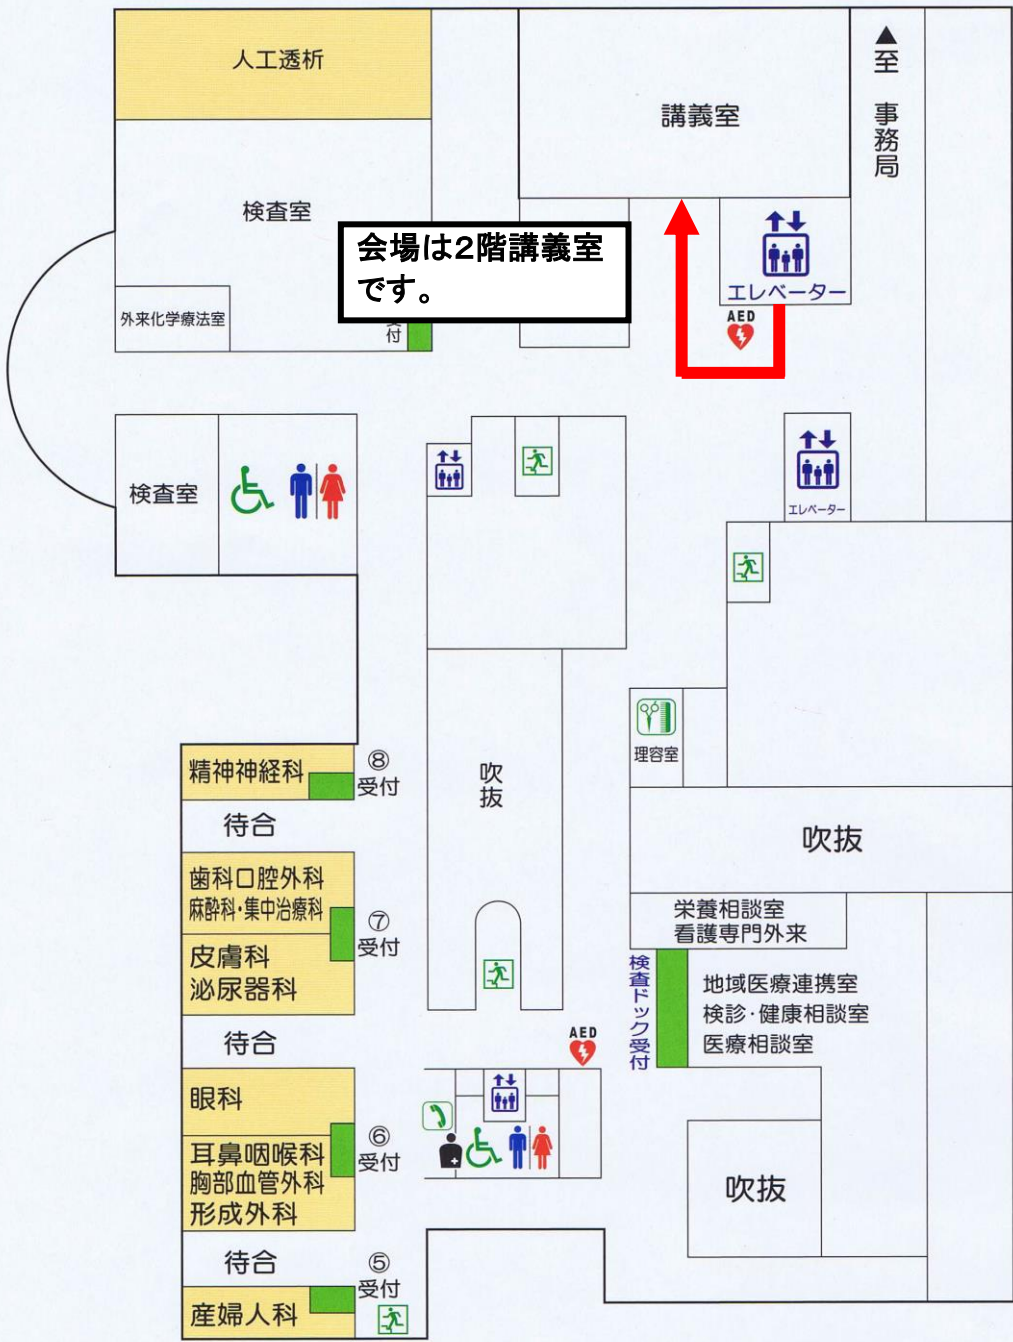 人工透析
講義室
▲至 事務局
検査室
会場は2階講義室
です。
エレベーター
AED
外来化学療法室
付
検査室
エレベーター
理容室
精神神経科
⑧
受付
吹抜
待合
吹抜
歯科口腔外科
麻酔科・集中治療科
⑦
受付
皮膚科
泌尿器科
栄養相談室
看護専門外来
検査ドック受付
地域医療連携室
検診・健康相談室
医療相談室
待合
AED
眼科
⑥
受付
耳鼻咽喉科
胸部血管外科
形成外科
吹抜
待合
⑤
受付
産婦人科